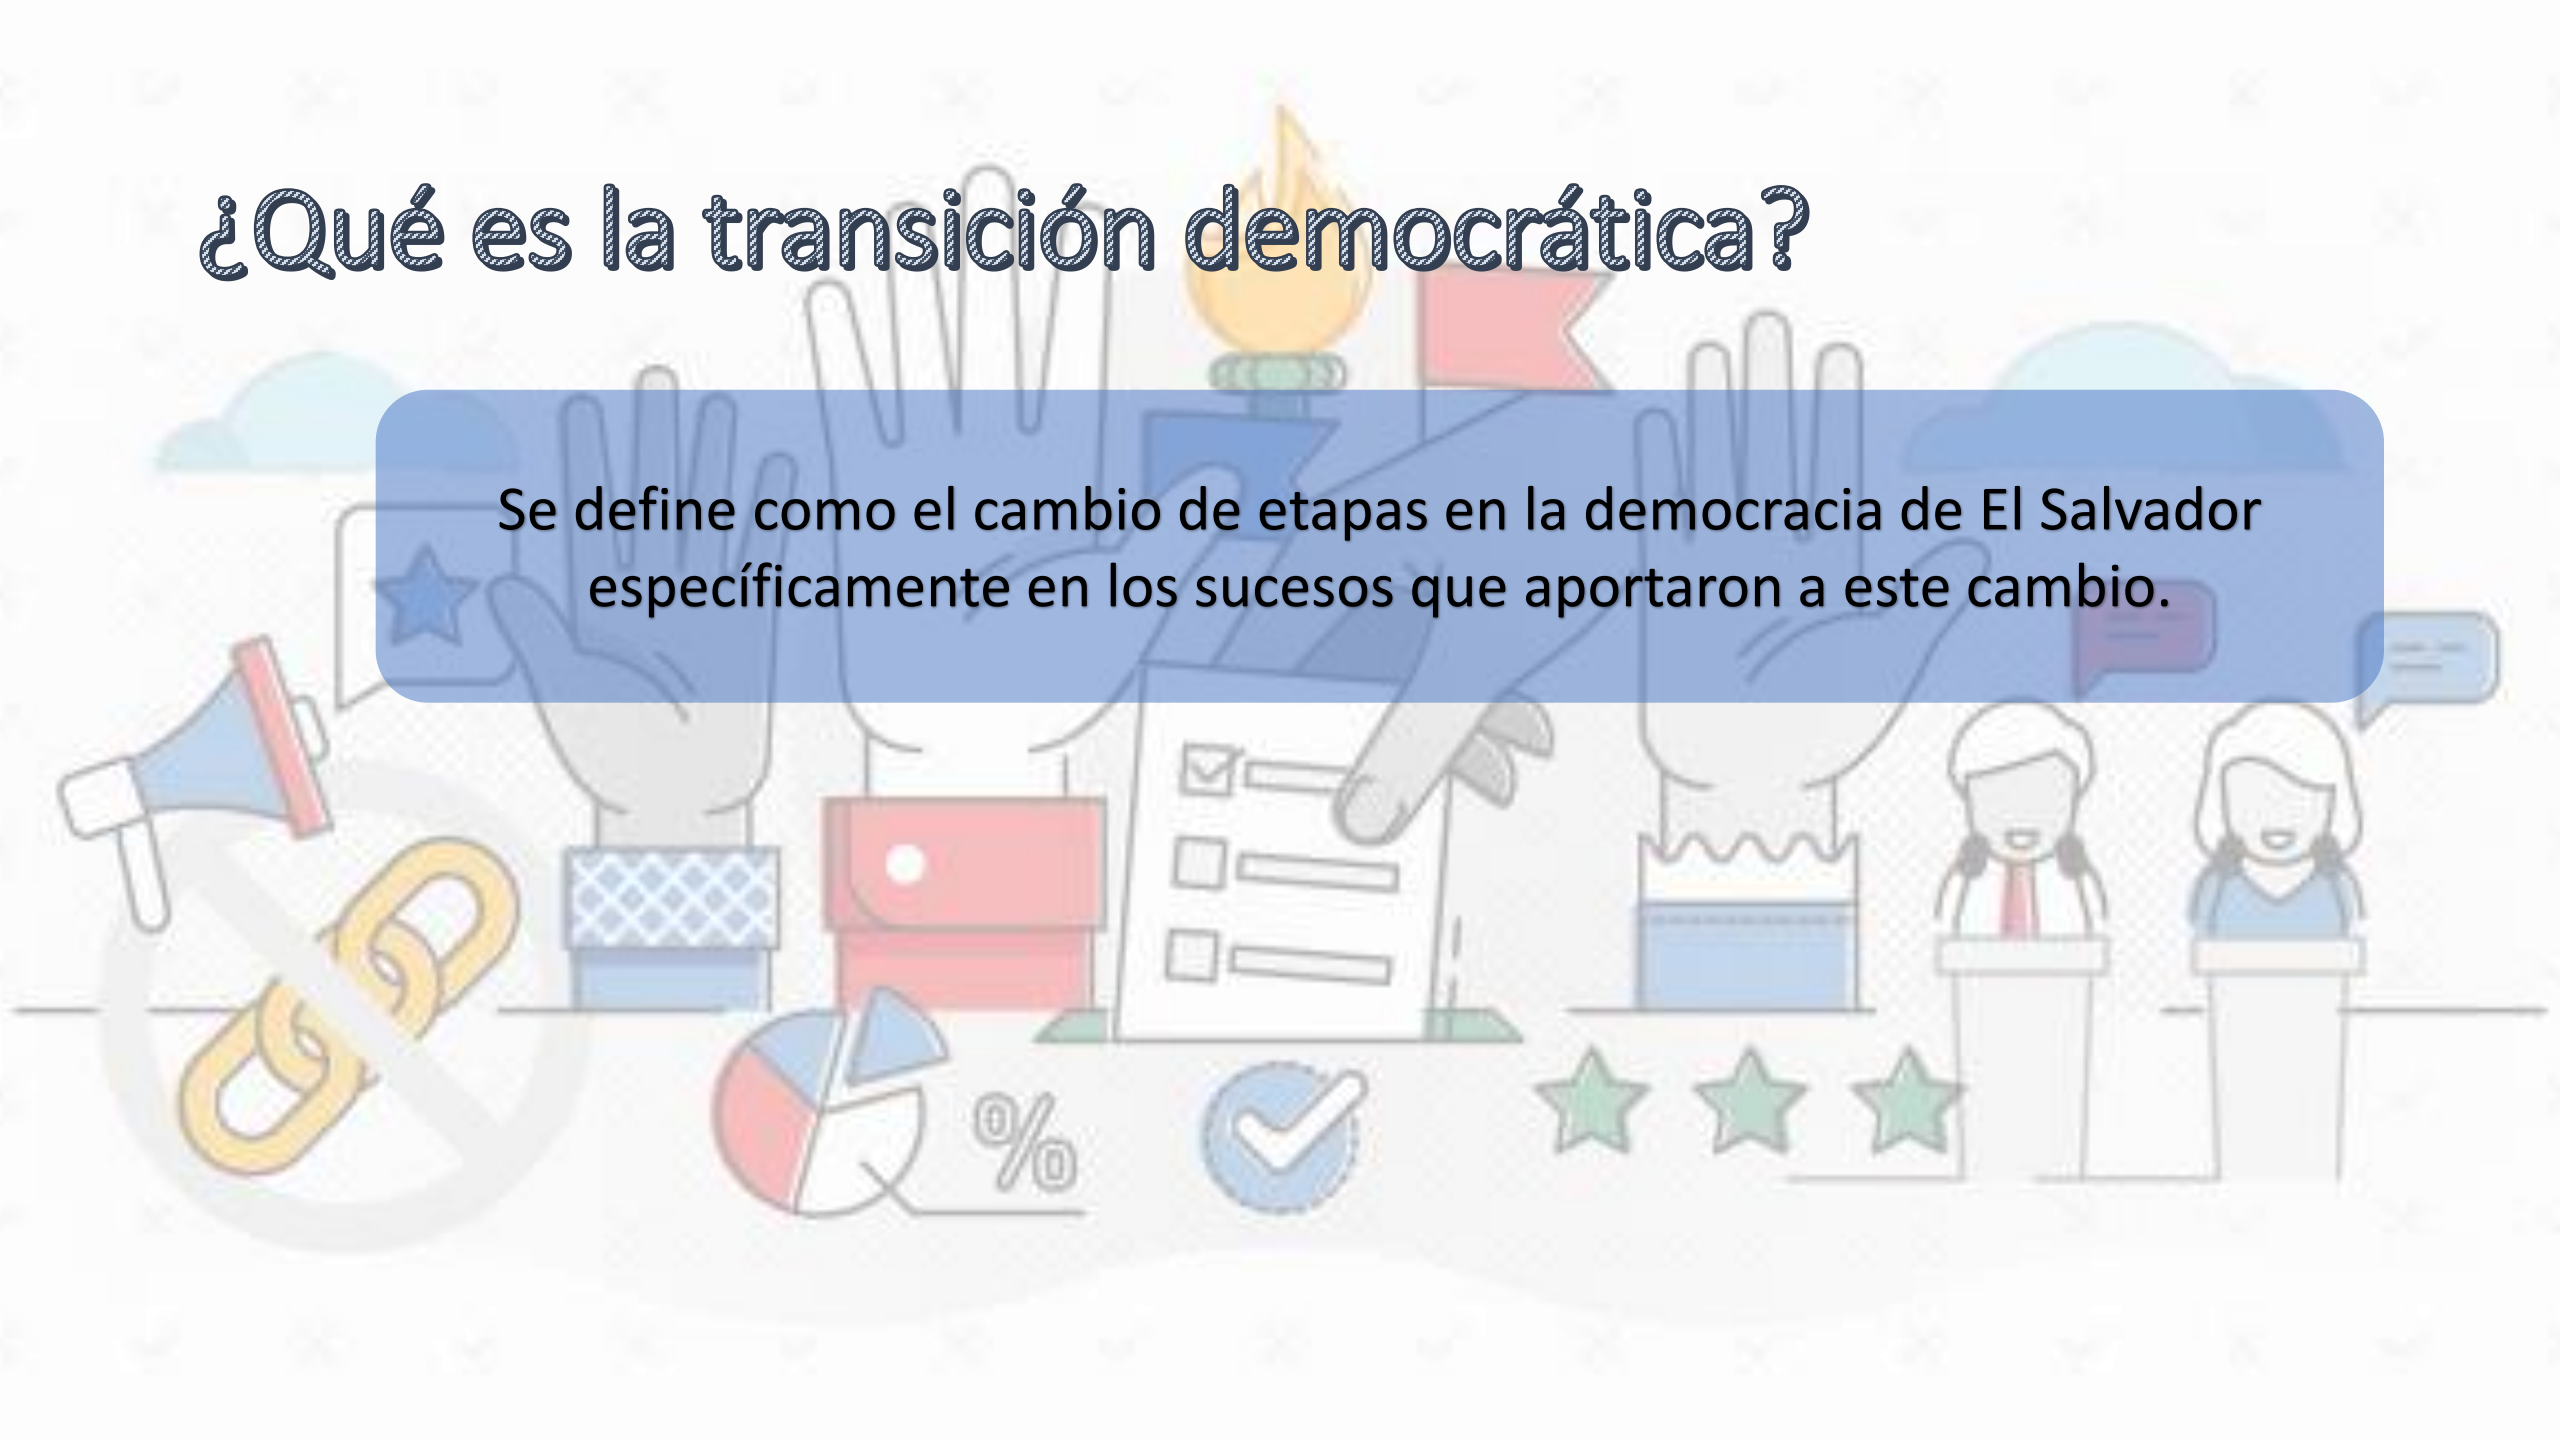 ¿Qué es la transición democrática?
Se define como el cambio de etapas en la democracia de El Salvador
específicamente en los sucesos que aportaron a este cambio.
%